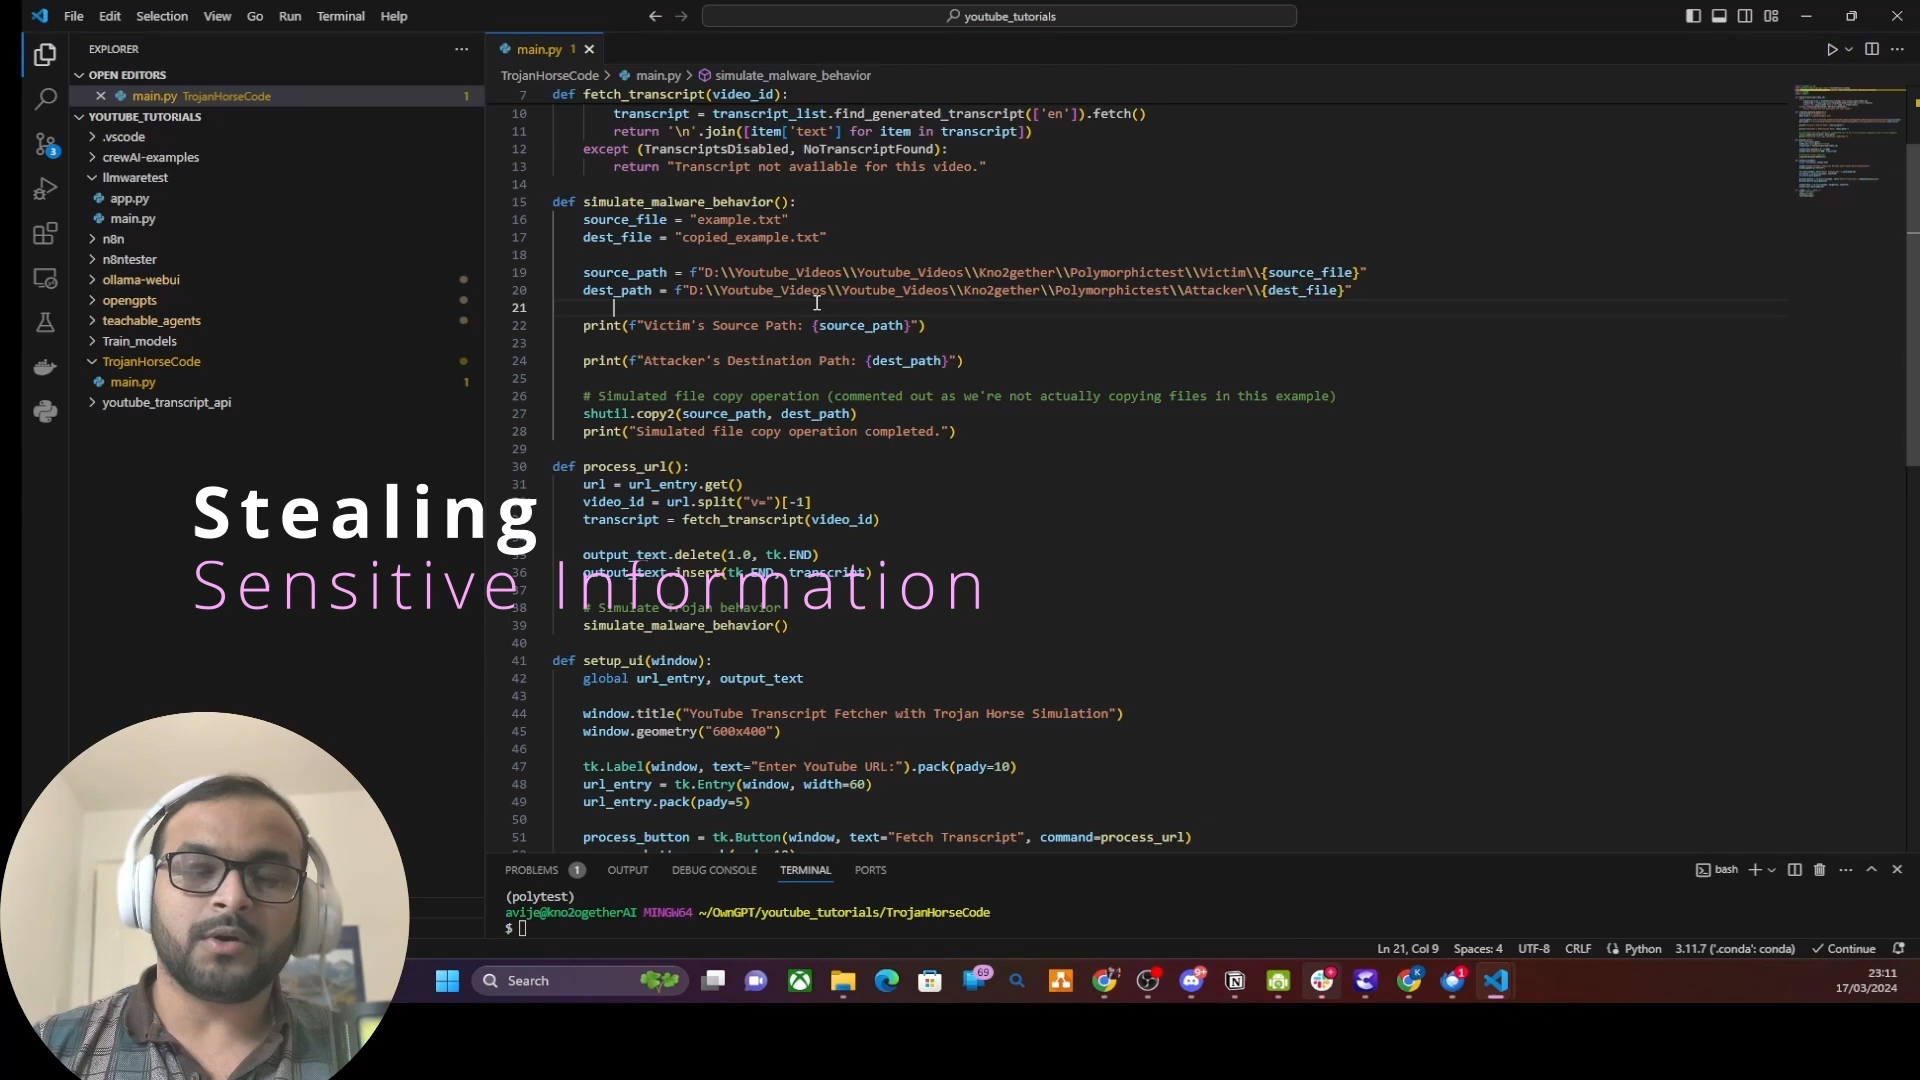 File Edit Selection View Go Run Terminal Help
youtube_tutorials
EXPLORER
OPEN EDITORS
main.py TrojanHorseCode 1
YOUTUBE_TUTORIALS
.vscode
crewAI-examples
llmwaretest
app.py
main.py
n8n
n8ntester
ollama-webui
opengpts
teachable_agents
Train_models
TrojanHorseCode
main.py 1
youtube_transcript_api
3
main.py 1
TrojanHorseCode > main.py > simulate_malware_behavior
7 def fetch_transcript(video_id):
10 transcript = transcript_list.find_generated_transcript(['en']).fetch()
11 return '\n'.join([item['text'] for item in transcript])
12 except (TranscriptsDisabled, NoTranscriptFound):
13 return "Transcript not available for this video."
14
15 def simulate_malware_behavior():
16 source_file = "example.txt"
17 dest_file = "copied_example.txt"
18
19 source_path = f"D:\\Youtube_Videos\\Youtube_Videos\\Kno2gether\\Polymorphictest\\Victim\\{source_file}"
20 dest_path = f"D:\\Youtube_Videos\\Youtube_Videos\\Kno2gether\\Polymorphictest\\Attacker\\{dest_file}"
21
22 print(f"Victim's Source Path: {source_path}")
23
24 print(f"Attacker's Destination Path: {dest_path}")
25
26 # Simulated file copy operation (commented out as we're not actually copying files in this example)
27 shutil.copy2(source_path, dest_path)
28 print("Simulated file copy operation completed.")
29
30 def process_url():
31 url = url_entry.get()
32 video_id = url.split("v=")[-1]
transcript = fetch_transcript(video_id)
35 output_text.delete(1.0, tk.END)
36 output_text.insert(tk.END, transcript)
37
38 # Simulate Trojan behavior
39 simulate_malware_behavior()
40
41 def setup_ui(window):
42 global url_entry, output_text
43
44 window.title("YouTube Transcript Fetcher with Trojan Horse Simulation")
45 window.geometry("600x400")
46
47 tk.Label(window, text="Enter YouTube URL:").pack(pady=10)
48 url_entry = tk.Entry(window, width=60)
49 url_entry.pack(pady=5)
50
51 process_button = tk.Button(window, text="Fetch Transcript", command=process_url)
Stealing
Sensitive Information
PROBLEMS 1 OUTPUT DEBUG CONSOLE TERMINAL PORTS
bash
(polytest)
avije@kno2ogetherAI MINGW64 ~/OwnGPT/youtube_tutorials/TrojanHorseCode
$
Ln 21, Col 9 Spaces: 4 UTF-8 CRLF Python 3.11.7 ('.conda': conda) Continue
Search
69
23:11
17/03/2024